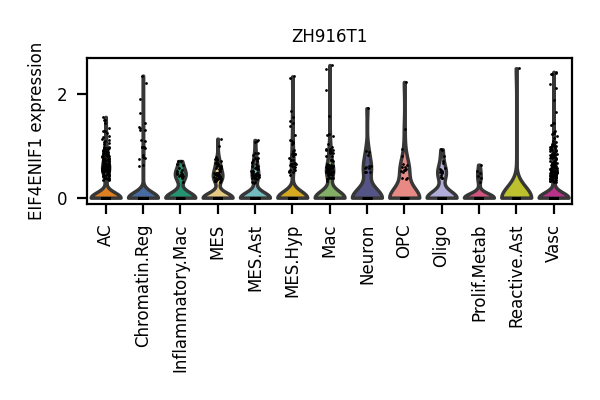 ZH916T1
EIF4ENIF1 expression
2
0
AC
Chromatin.Reg
Inflammatory.Mac
MES
MES.Ast
MES.Hyp
Mac
Neuron
OPC
Oligo
Prolif.Metab
Reactive.Ast
Vasc